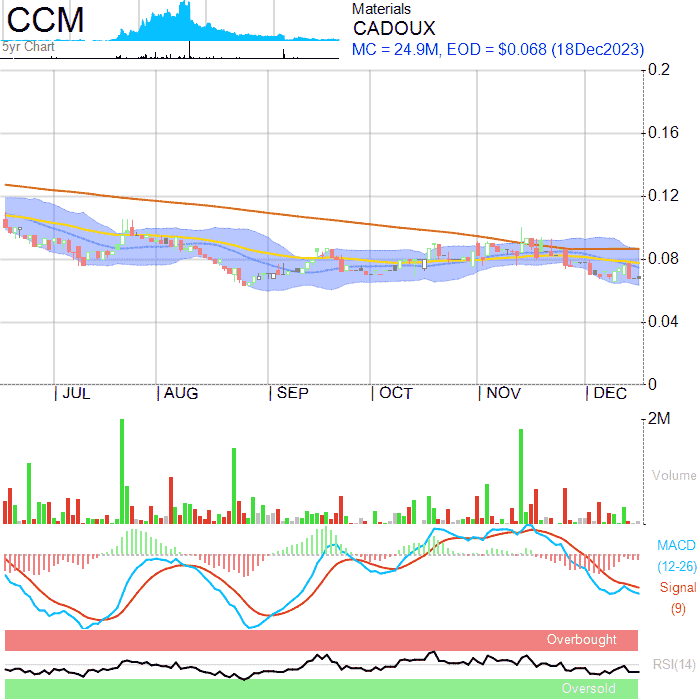 CCM
5yr Chart
Materials
CADOUX
MC = 24.9M, EOD = $0.068 (18Dec2023)
0.2
0.16
0.12
0.08
0.04
0
JUL AUG SEP OCT NOV DEC
2M
Volume
MACD
(12-26)
Signal
(9)
Overbought
RSI(14)
Oversold